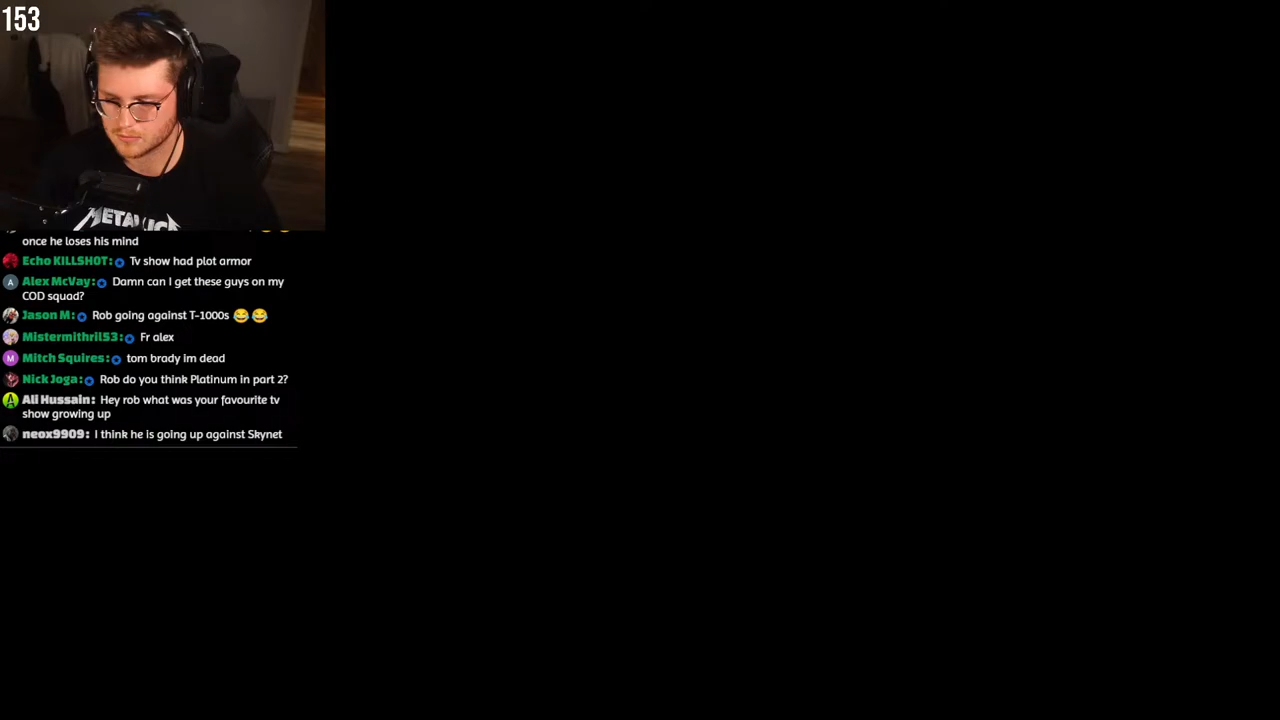 153
METALLICA
once he loses his mind
Echo KILLSHOT: Tv show had plot armor
Alex McVay: Damn can I get these guys on my
COD squad?
Jason M: Rob going against T-1000s 😂 😂
Mistermithril53: Fr alex
Mitch Squires: tom brady im dead
Nick Joga: Rob do you think Platinum in part 2?
Ali Hussain: Hey rob what was your favourite tv
show growing up
neox9909: I think he is going up against Skynet